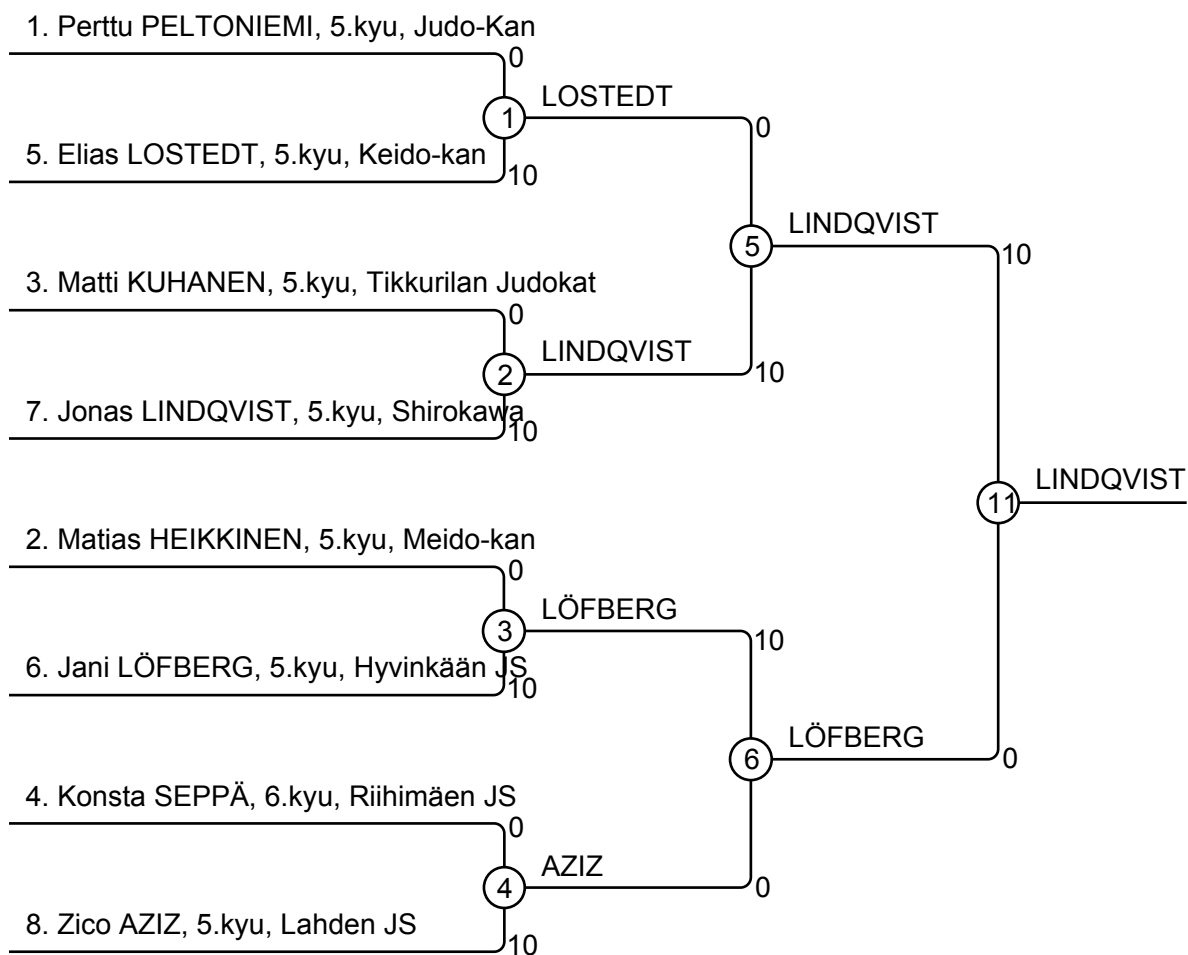 1. Perttu PELTONIEMI, 5.kyu, Judo-Kan
0
1
LOSTEDT
0
5. Elias LOSTEDT, 5.kyu, Keido-kan
10
5
LINDQVIST
10
3. Matti KUHANEN, 5.kyu, Tikkurilan Judokat
0
2
LINDQVIST
10
7. Jonas LINDQVIST, 5.kyu, Shirokawa
10
11
LINDQVIST
2. Matias HEIKKINEN, 5.kyu, Meido-kan
0
3
LÖFBERG
10
6. Jani LÖFBERG, 5.kyu, Hyvinkään JS
10
6
LÖFBERG
0
4. Konsta SEPPÄ, 6.kyu, Riihimäen JS
0
4
AZIZ
0
8. Zico AZIZ, 5.kyu, Lahden JS
10